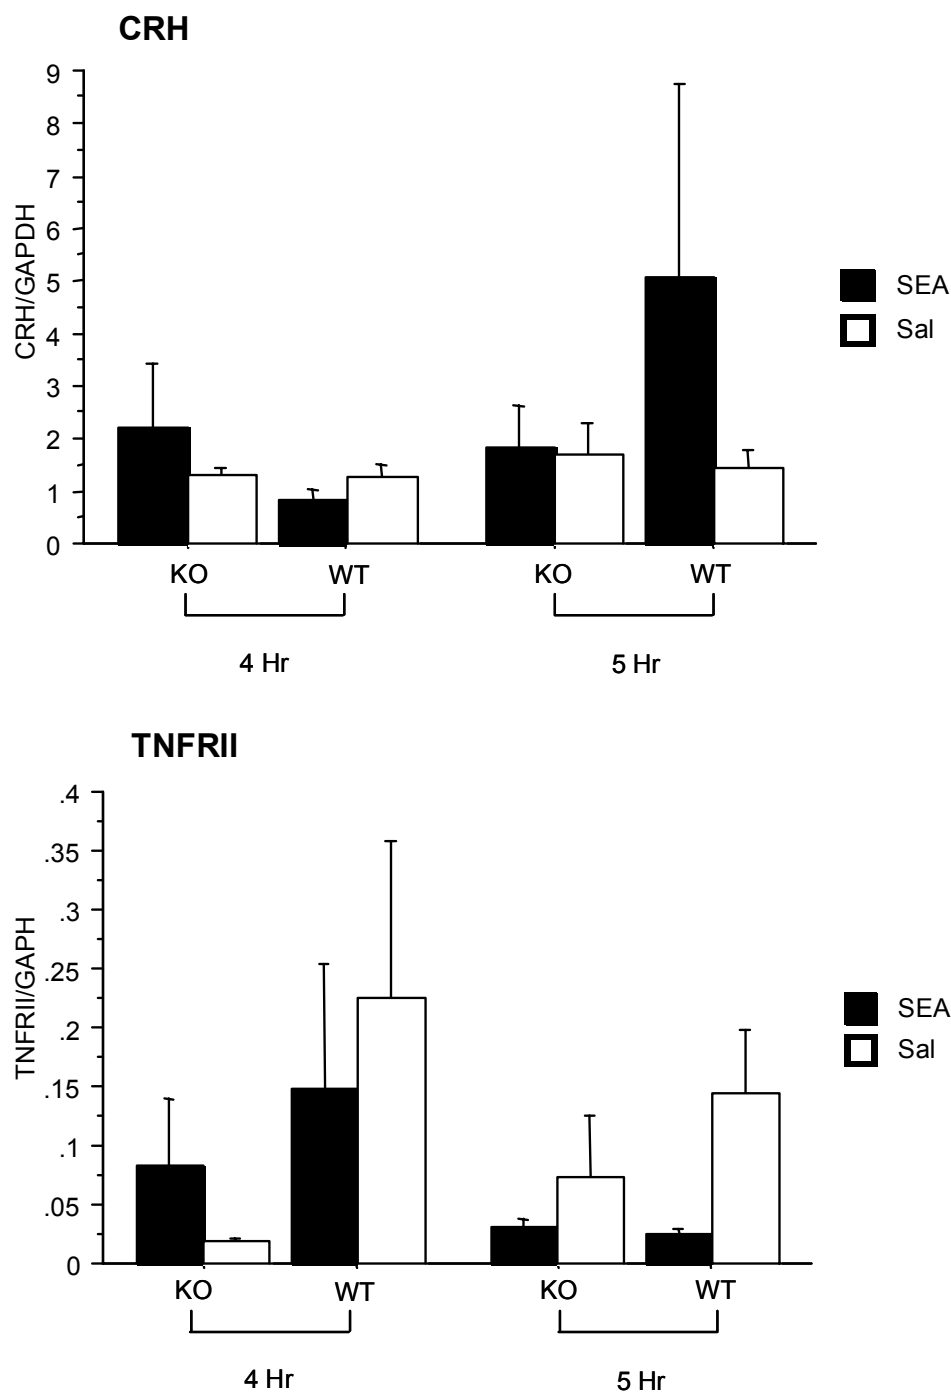 CRH
9
8
7
6
5
4
3
2
1
0
CRH/GAPDH
SEA
Sal
KO WT KO WT
4 Hr 5 Hr
TNFRII
.4
.35
.3
.25
.2
.15
.1
.05
0
TNFRII/GAPH
SEA
Sal
KO WT KO WT
4 Hr 5 Hr